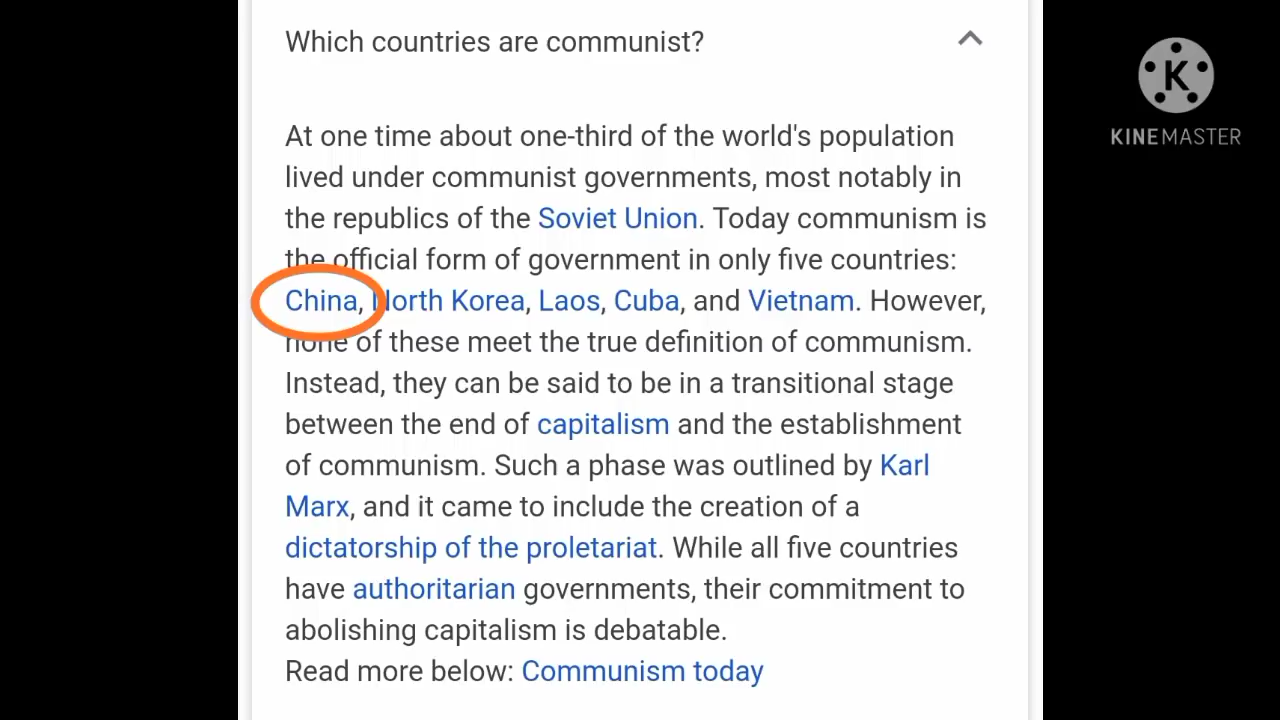 Which countries are communist?
KINEMASTER
At one time about one-third of the world's population
lived under communist governments, most notably in
the republics of the Soviet Union. Today communism is
the official form of government in only five countries:
China, North Korea, Laos, Cuba, and Vietnam. However,
none of these meet the true definition of communism.
Instead, they can be said to be in a transitional stage
between the end of capitalism and the establishment
of communism. Such a phase was outlined by Karl
Marx, and it came to include the creation of a
dictatorship of the proletariat. While all five countries
have authoritarian governments, their commitment to
abolishing capitalism is debatable.
Read more below: Communism today